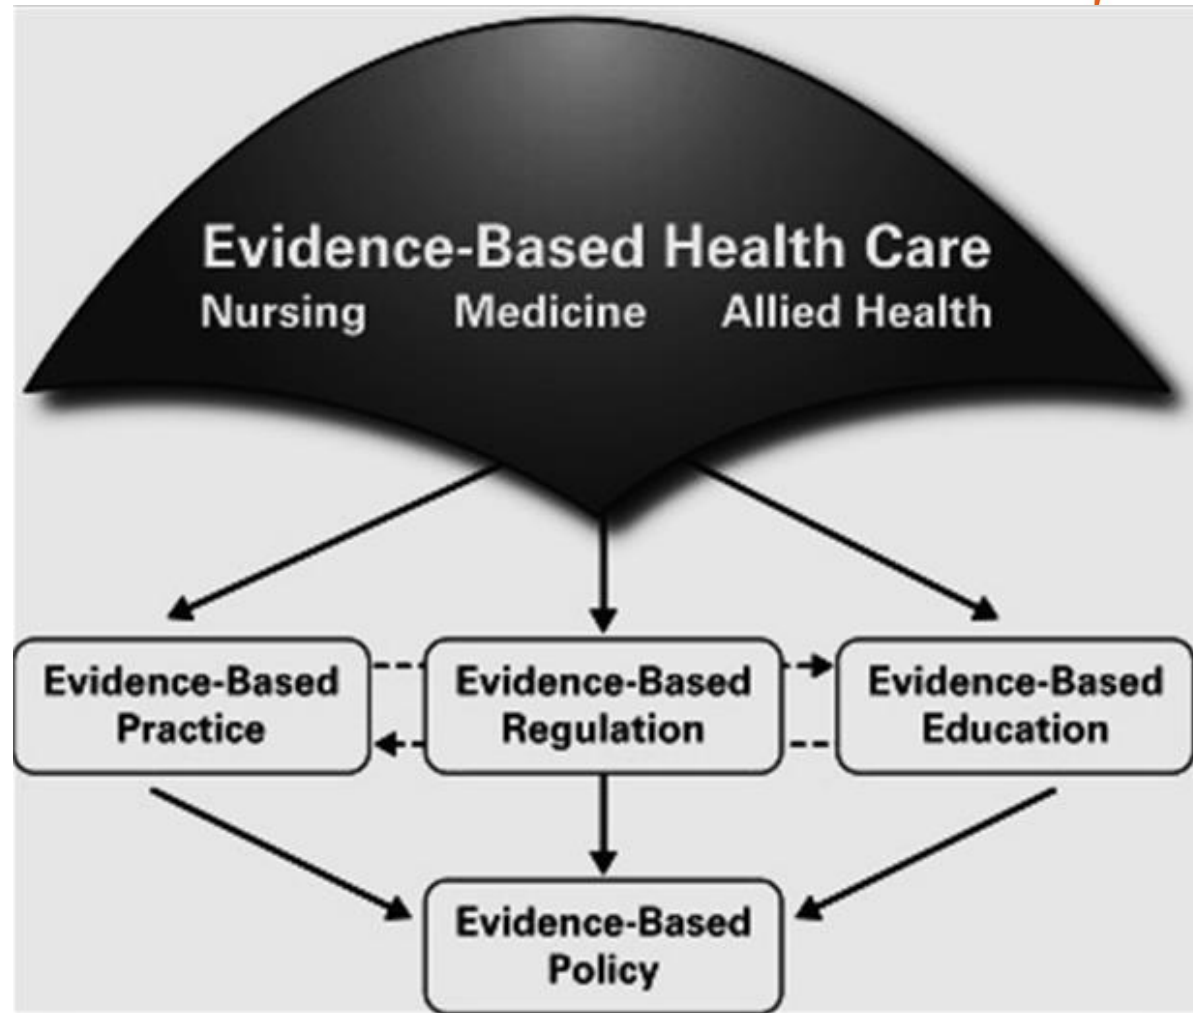 Evidence-Based Health Care
Nursing Medicine Allied Health
Evidence-Based
Practice
Evidence-Based
Regulation
Evidence-Based
Education
Evidence-Based
Policy